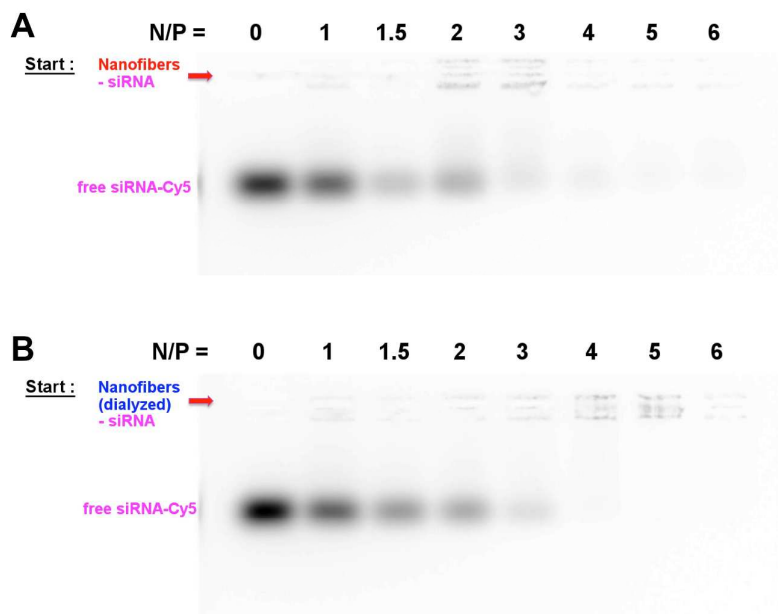 A
N/P = 0 1 1.5 2 3 4 5 6
Start : Nanofibers
- siRNA
free siRNA-Cy5
B
N/P = 0 1 1.5 2 3 4 5 6
Start : Nanofibers
(dialyzed)
- siRNA
free siRNA-Cy5